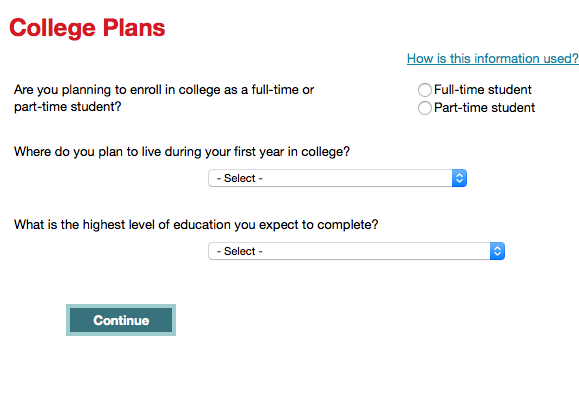 College Plans
How is this information used?
Are you planning to enroll in college as a full-time or
part-time student?
Full-time student
Part-time student
Where do you plan to live during your first year in college?
- Select -
What is the highest level of education you expect to complete?
- Select -
Continue